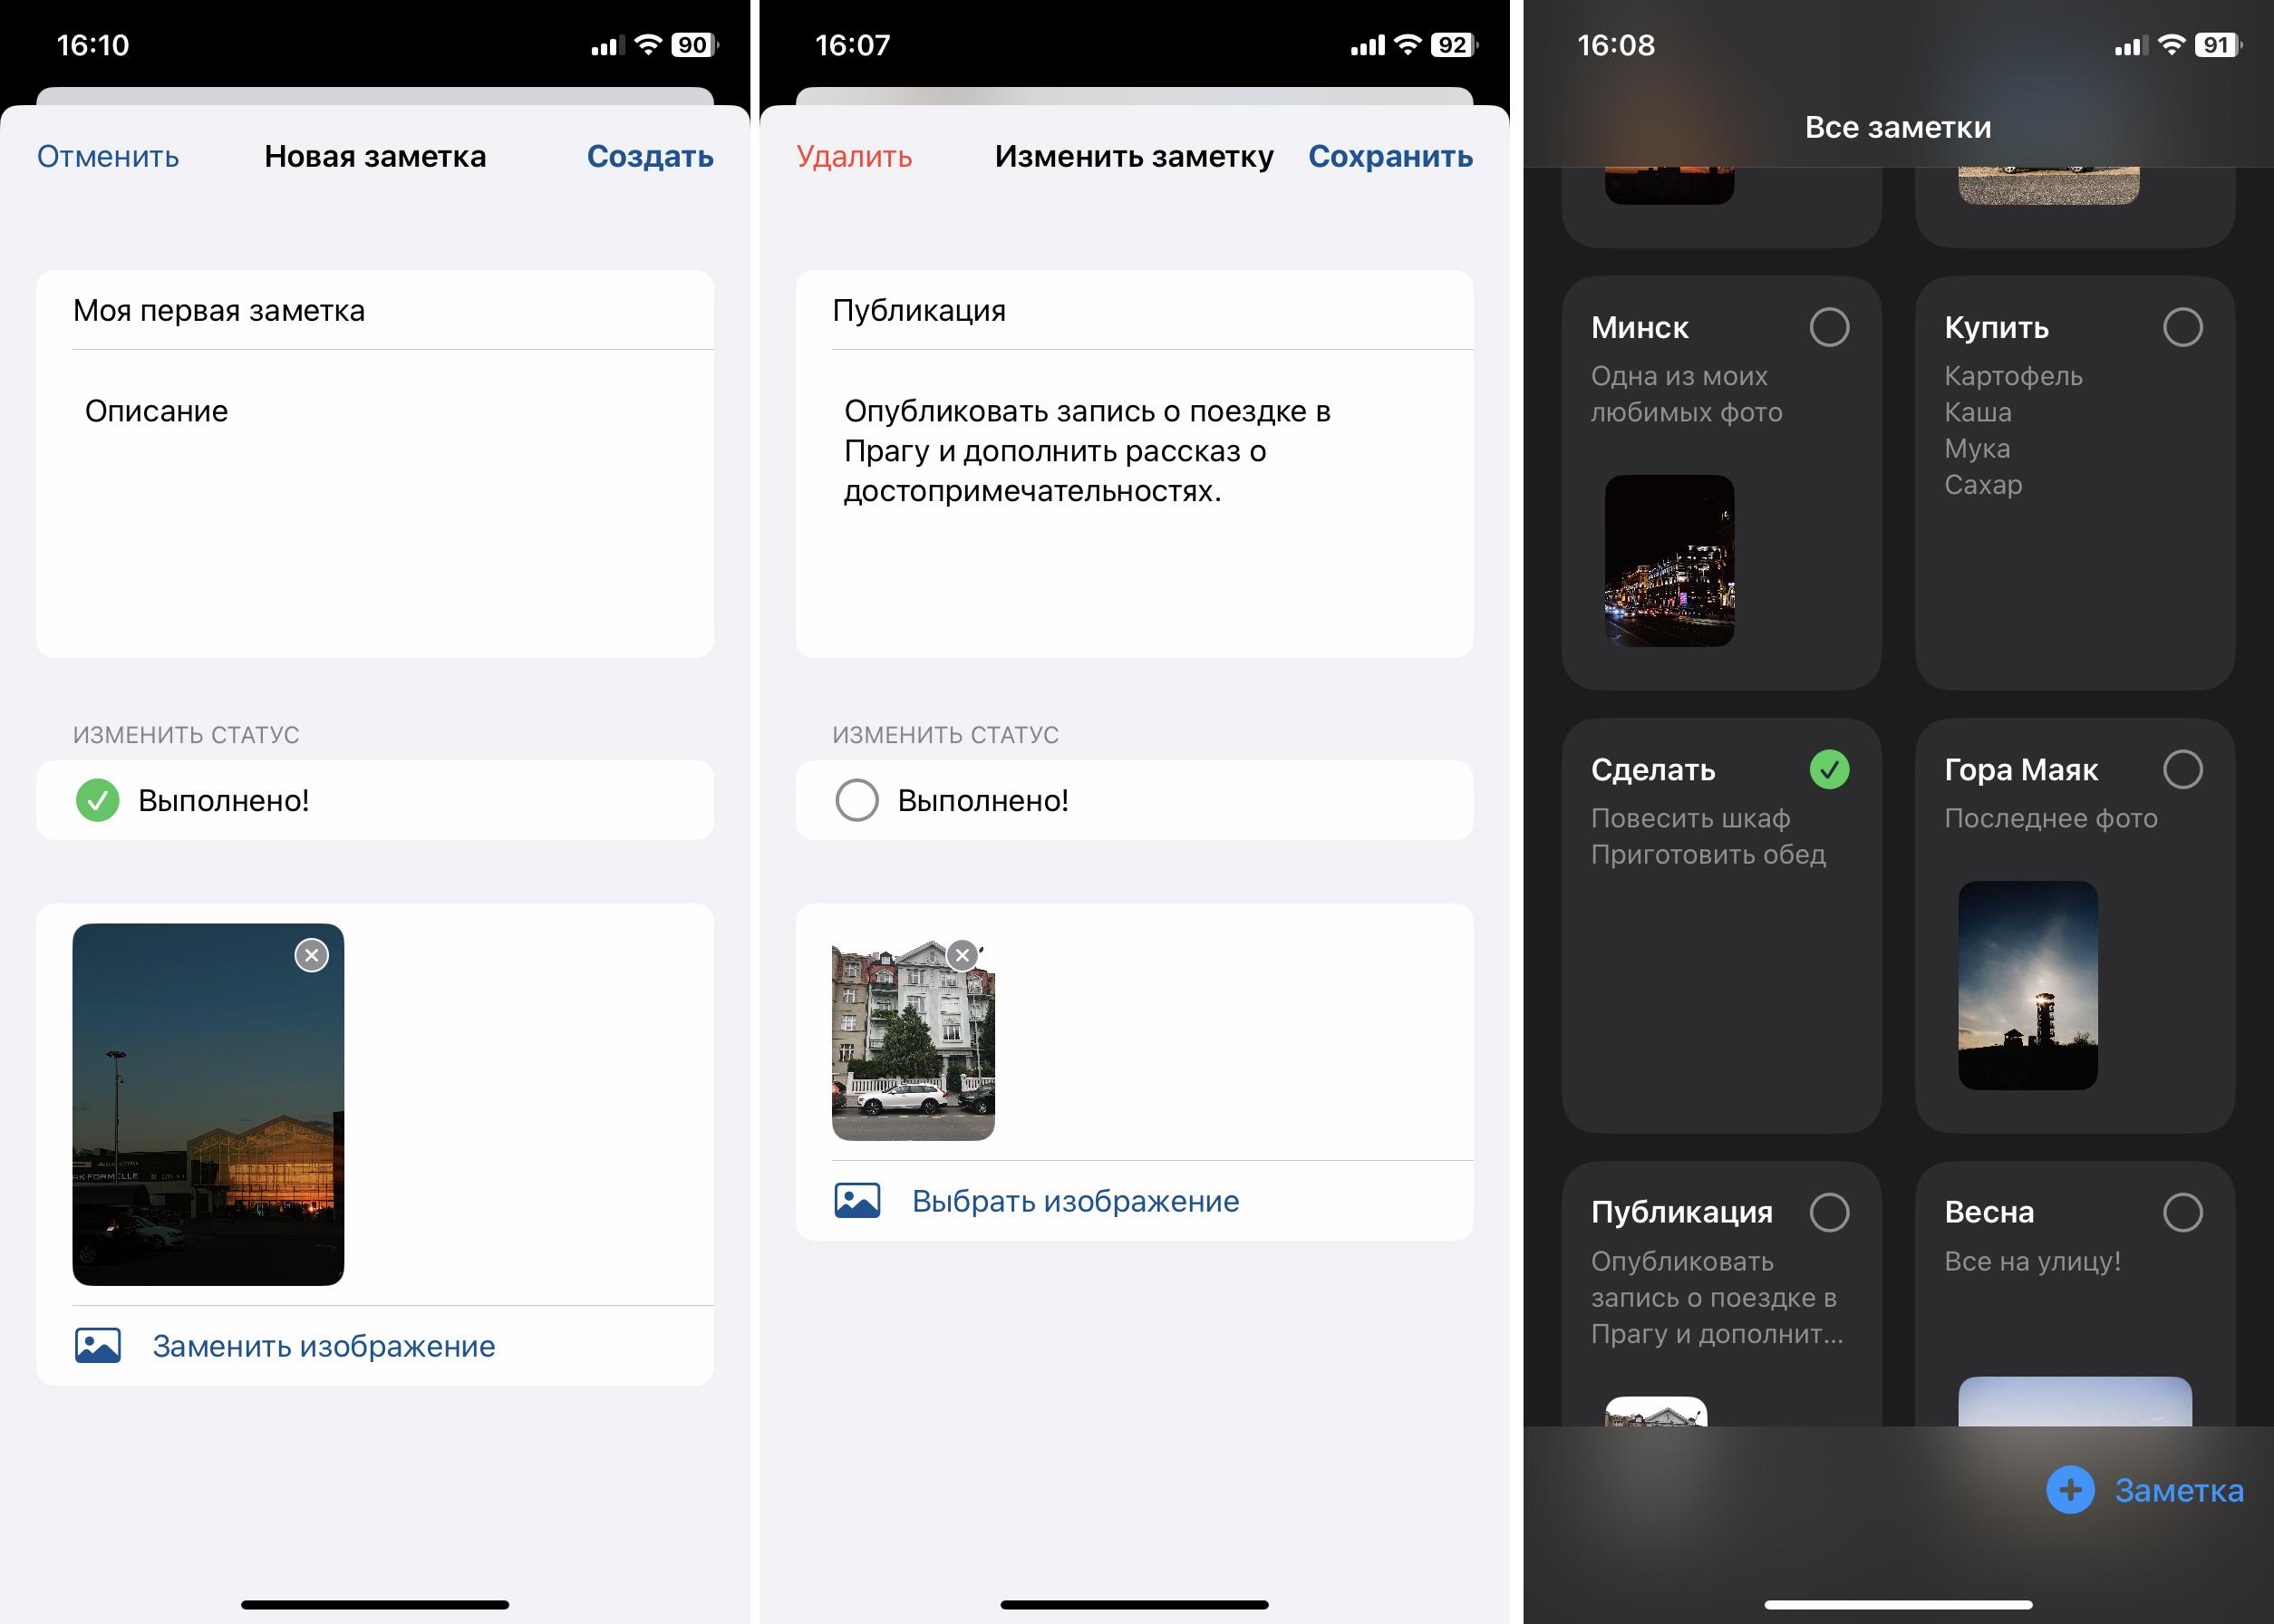 16:10
90
Отменить
Новая заметка
Создать
Моя первая заметка
Описание
ИЗМЕНИТЬ СТАТУС
Выполнено!
RK FORMELLE
Заменить изображение
16:07
92
Удалить
Изменить заметку
Сохранить
Публикация
Опубликовать запись о поездке в
Прагу и дополнить рассказ о
достопримечательностях.
ИЗМЕНИТЬ СТАТУС
Выполнено!
Выбрать изображение
16:08
91
Все заметки
Минск
Одна из моих
любимых фото
Купить
Картофель
Каша
Мука
Сахар
Сделать
Повесить шкаф
Приготовить обед
Гора Маяк
Последнее фото
Публикация
Опубликовать
запись о поездке в
Прагу и дополнит...
Весна
Все на улицу!
Заметка